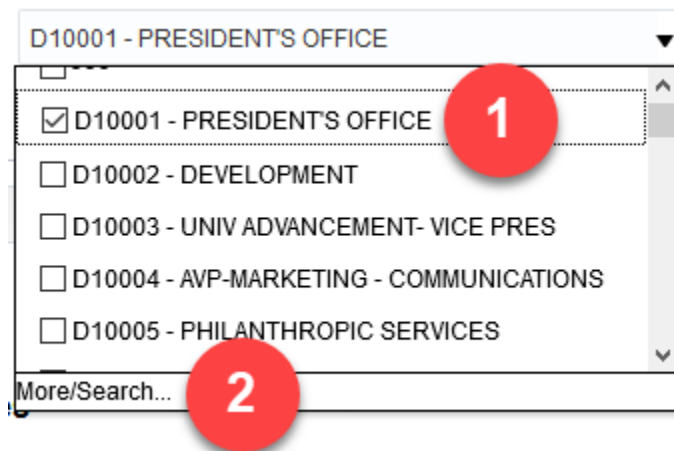 D10001 - PRESIDENT'S OFFICE
D10001 - PRESIDENT'S OFFICE
1
D10002 - DEVELOPMENT
D10003 - UNIV ADVANCEMENT- VICE PRES
D10004 - AVP-MARKETING - COMMUNICATIONS
D10005 - PHILANTHROPIC SERVICES
More/Search...
2